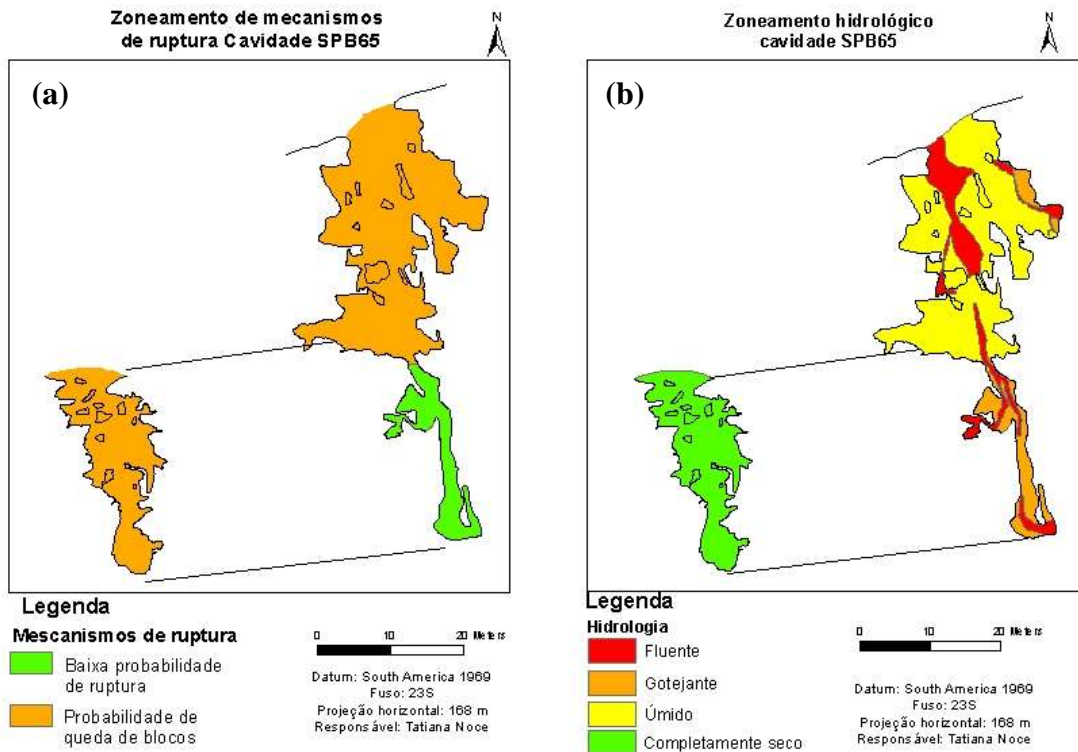 Zoneamento de mecanismos
de ruptura Cavidade SPB65
N
(a)
Legenda
Mescanismos de ruptura
Baixa probabilidade
de ruptura
Probabilidade de
queda de blocos
0 10 20 Meters
Datum: South America 1969
Fuso: 23S
Projeção horizontal: 168 m
Responsável: Tatiana Noce
Zoneamento hidrológico
cavidade SPB65
N
(b)
Legenda
Hidrologia
Fluente
Gotejante
Úmido
Completamente seco
0 10 20 Meters
Datum: South America 1969
Fuso: 23S
Projeção horizontal: 168 m
Responsável: Tatiana Noce